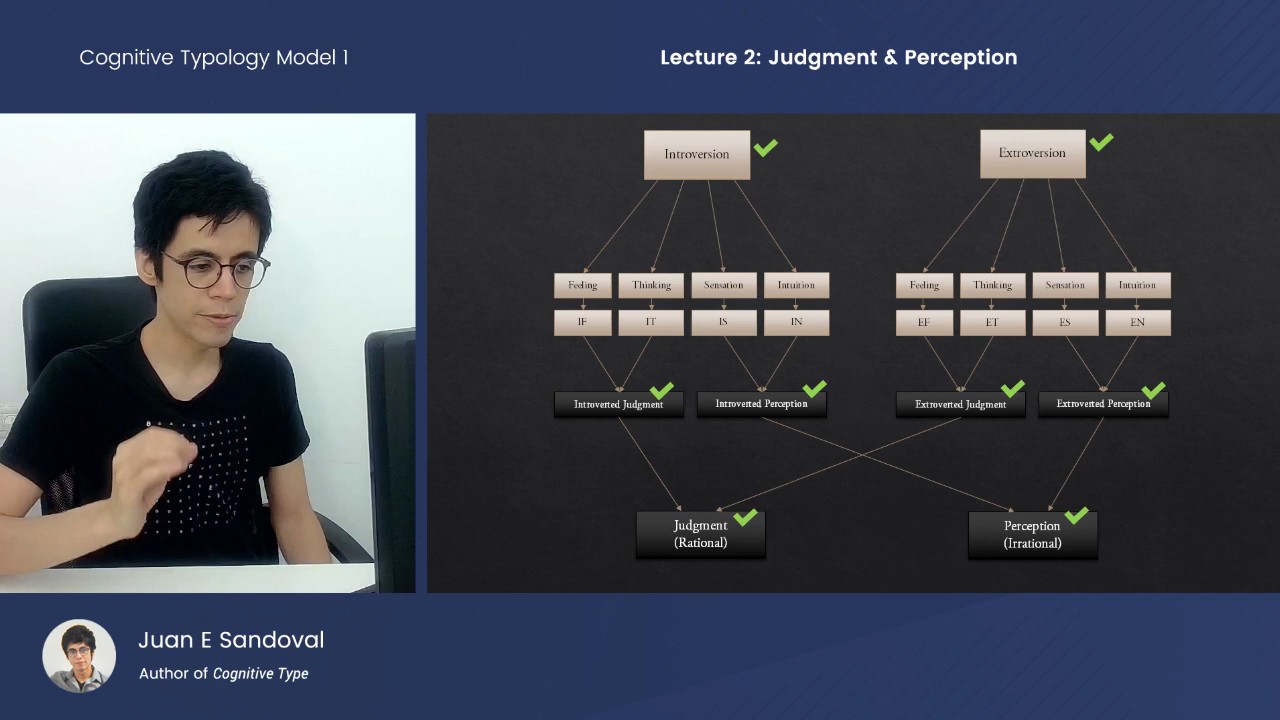 Cognitive Typology Model 1
Lecture 2: Judgment & Perception
Introversion
Extroversion
Feeling
Thinking
Sensation
Intuition
Feeling
Thinking
Sensation
Intuition
IF
IT
IS
IN
EF
ET
ES
EN
Introverted Judgment
Introverted Perception
Extroverted Judgment
Extroverted Perception
Judgment
(Rational)
Perception
(Irrational)
Juan E Sandoval
Author of Cognitive Type